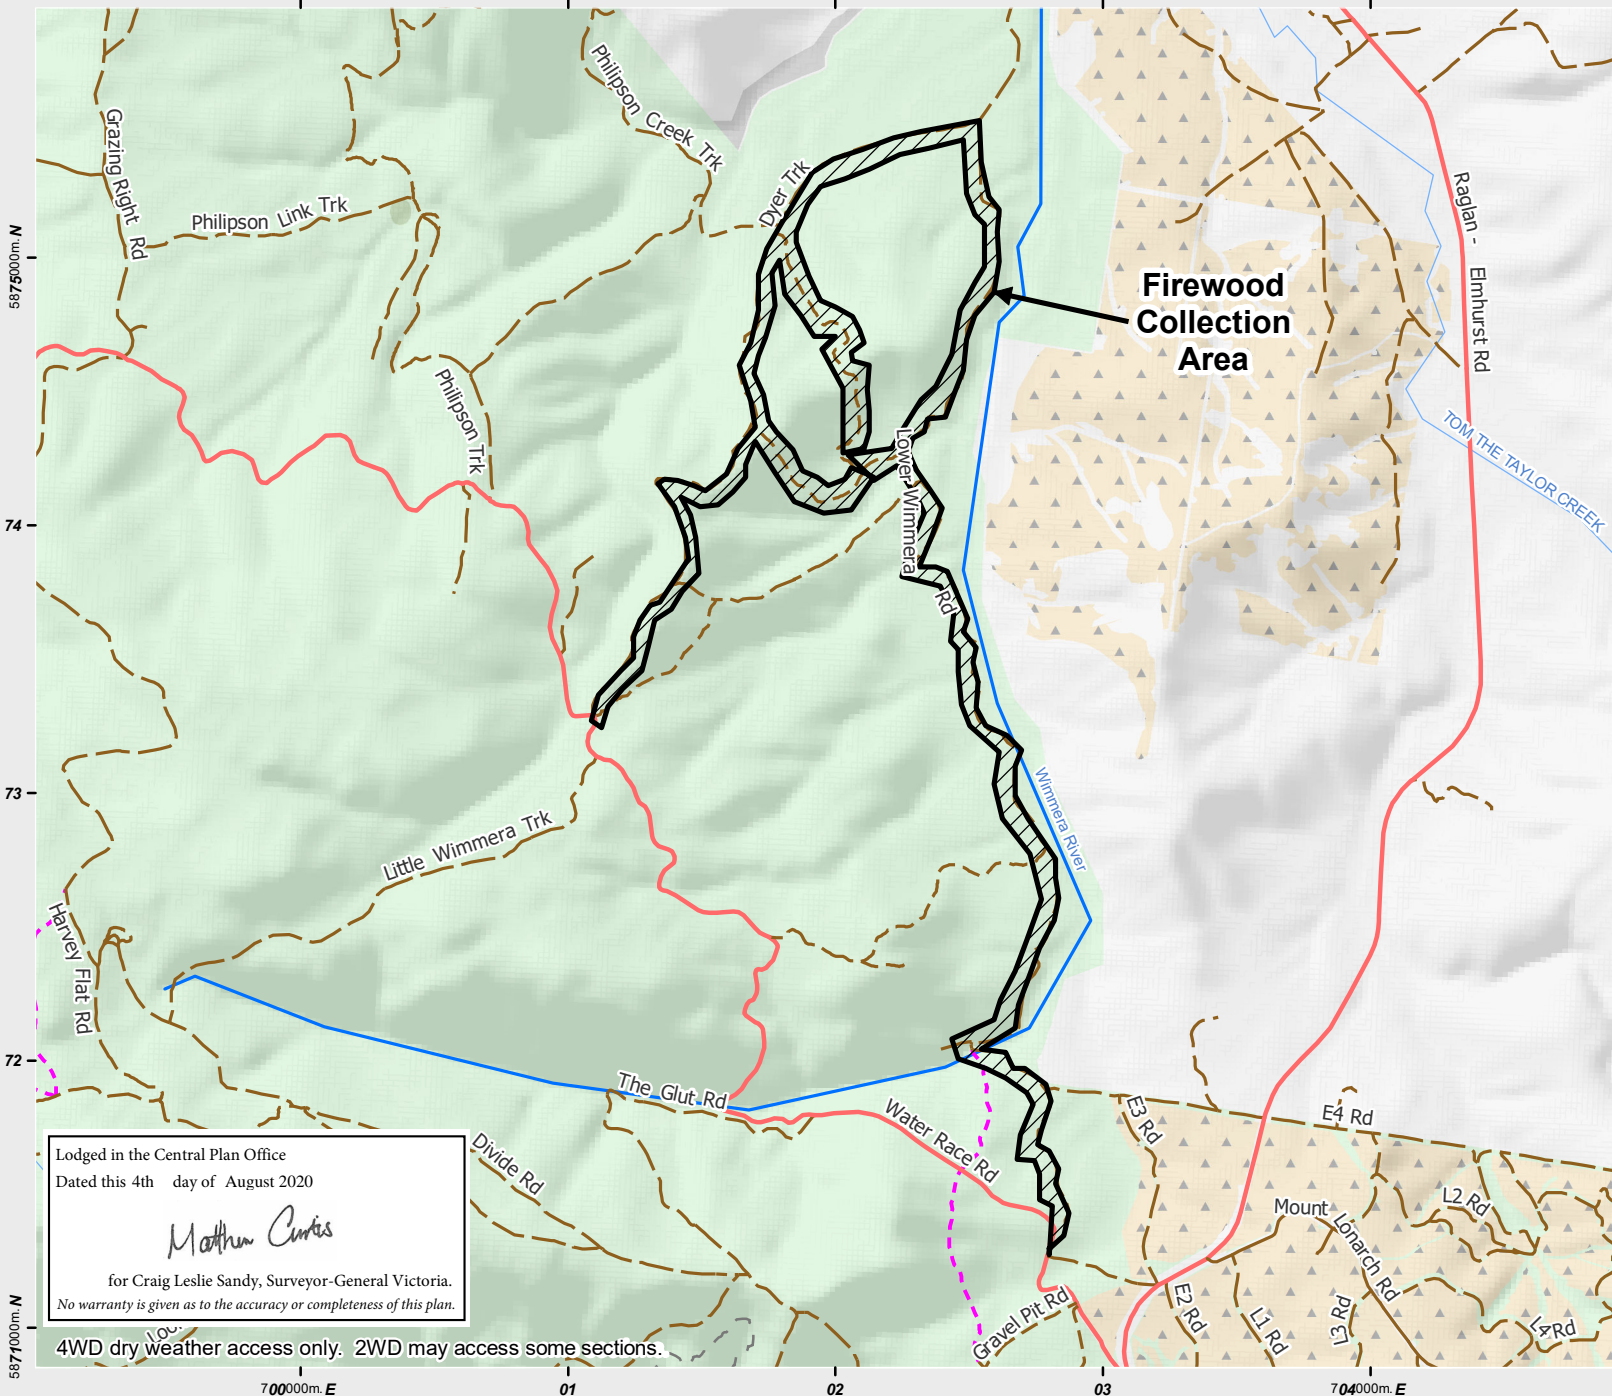 Philipson Creek Trk
Grazing Right Rd
Philipson Link Trk
Dyer Trk
Raglan - Elmhurst Rd
5875000m. N
Firewood
Collection
Area
Philipson Trk
TOM THE TAYLOR CREEK
Lower Wimmera Rd
74
73
Wimmera River
Little Wimmera Trk
Harvey Flat Rd
72
The Glut Rd
Water Race Rd
E3 Rd
E4 Rd
Divide Rd
L2 Rd
Mount Lonarch Rd
E2 Rd
L1 Rd
L3 Rd
L4 Rd
Gravel Pit Rd
Lodged in the Central Plan Office
Dated this 4th day of August 2020
Matthew Curtis
for Craig Leslie Sandy, Surveyor-General Victoria.
No warranty is given as to the accuracy or completeness of this plan.
4WD dry weather access only. 2WD may access some sections.
5871000m. N
700000m. E
01
02
03
704000m. E